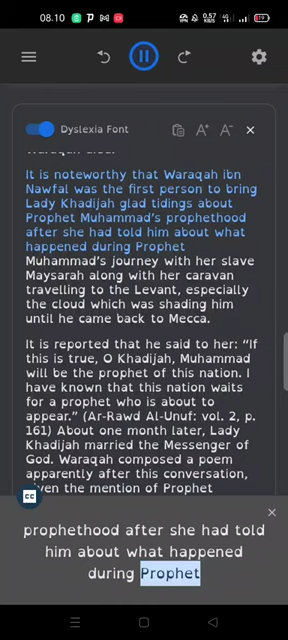 08.10
0.57
KB/S
19
Dyslexia Font
A+
A-
It is noteworthy that Waraqah ibn
Nawfal was the first person to bring
Lady Khadijah glad tidings about
Prophet Muhammad's prophethood
after she had told him about what
happened during Prophet
Muhammad's journey with her slave
Maysarah along with her caravan
travelling to the Levant, especially
the cloud which was shading him
until he came back to Mecca.
It is reported that he said to her: “If
this is true, O Khadijah, Muhammad
will be the prophet of this nation. I
have known that this nation waits
for a prophet who is about to
appear.” (Ar-Rawd Al-Unuf: vol. 2, p.
161) About one month later, Lady
Khadijah married the Messenger of
God. Waraqah composed a poem
apparently after this conversation,
given the mention of Prophet
CC
prophethood after she had told
him about what happened
during Prophet